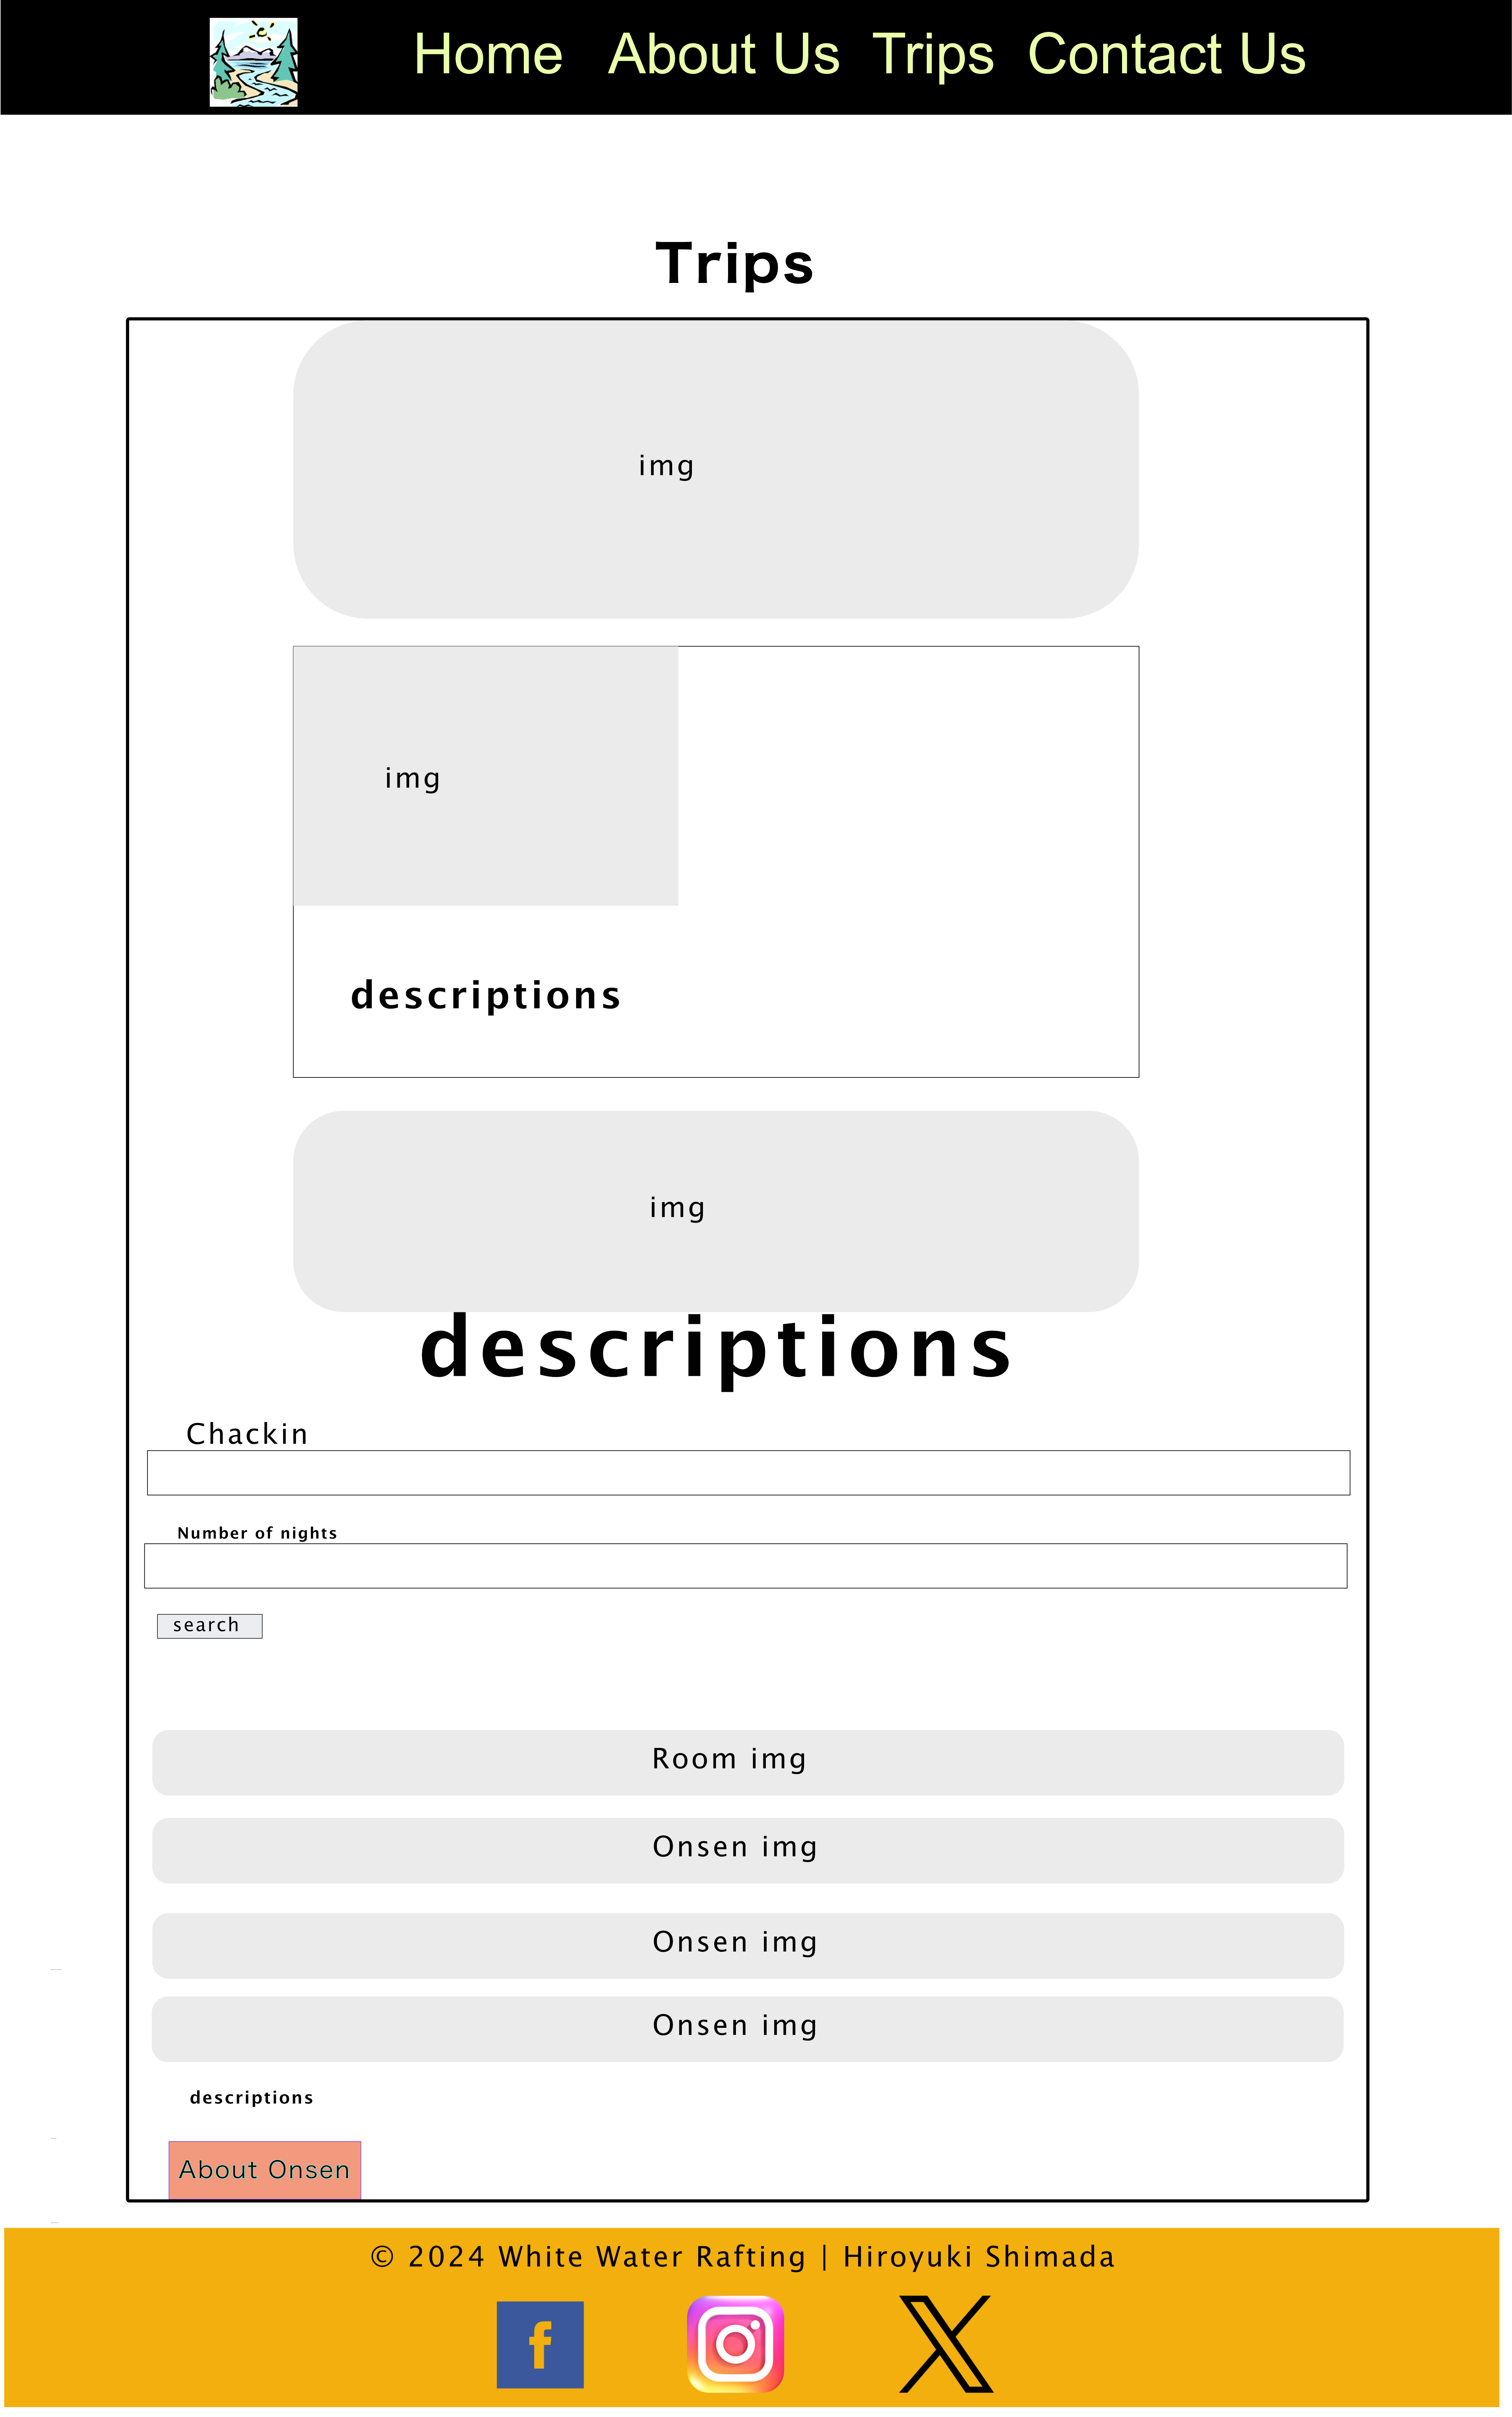 Home About Us Trips Contact Us
Trips
img
img
descriptions
img
descriptions
Chackin
Number of nights
search
Room img
Onsen img
Onsen img
Onsen img
descriptions
About Onsen
© 2024 White Water Rafting | Hiroyuki Shimada